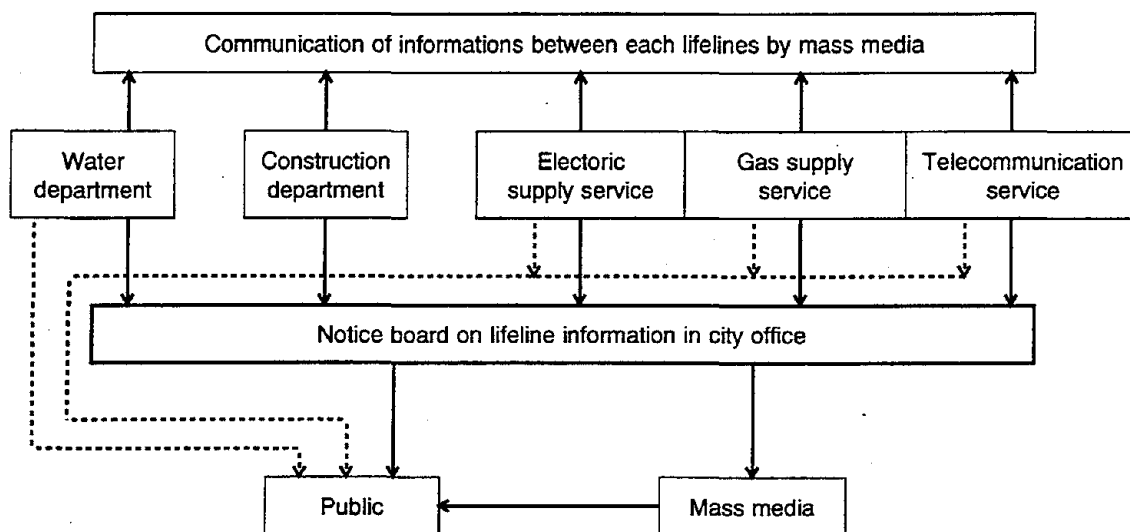 Communication of informations between each lifelines by mass media
Water
department
Construction
department
Electoric
supply service
Gas supply
service
Telecommunication
service
Notice board on lifeline information in city office
Public
Mass media